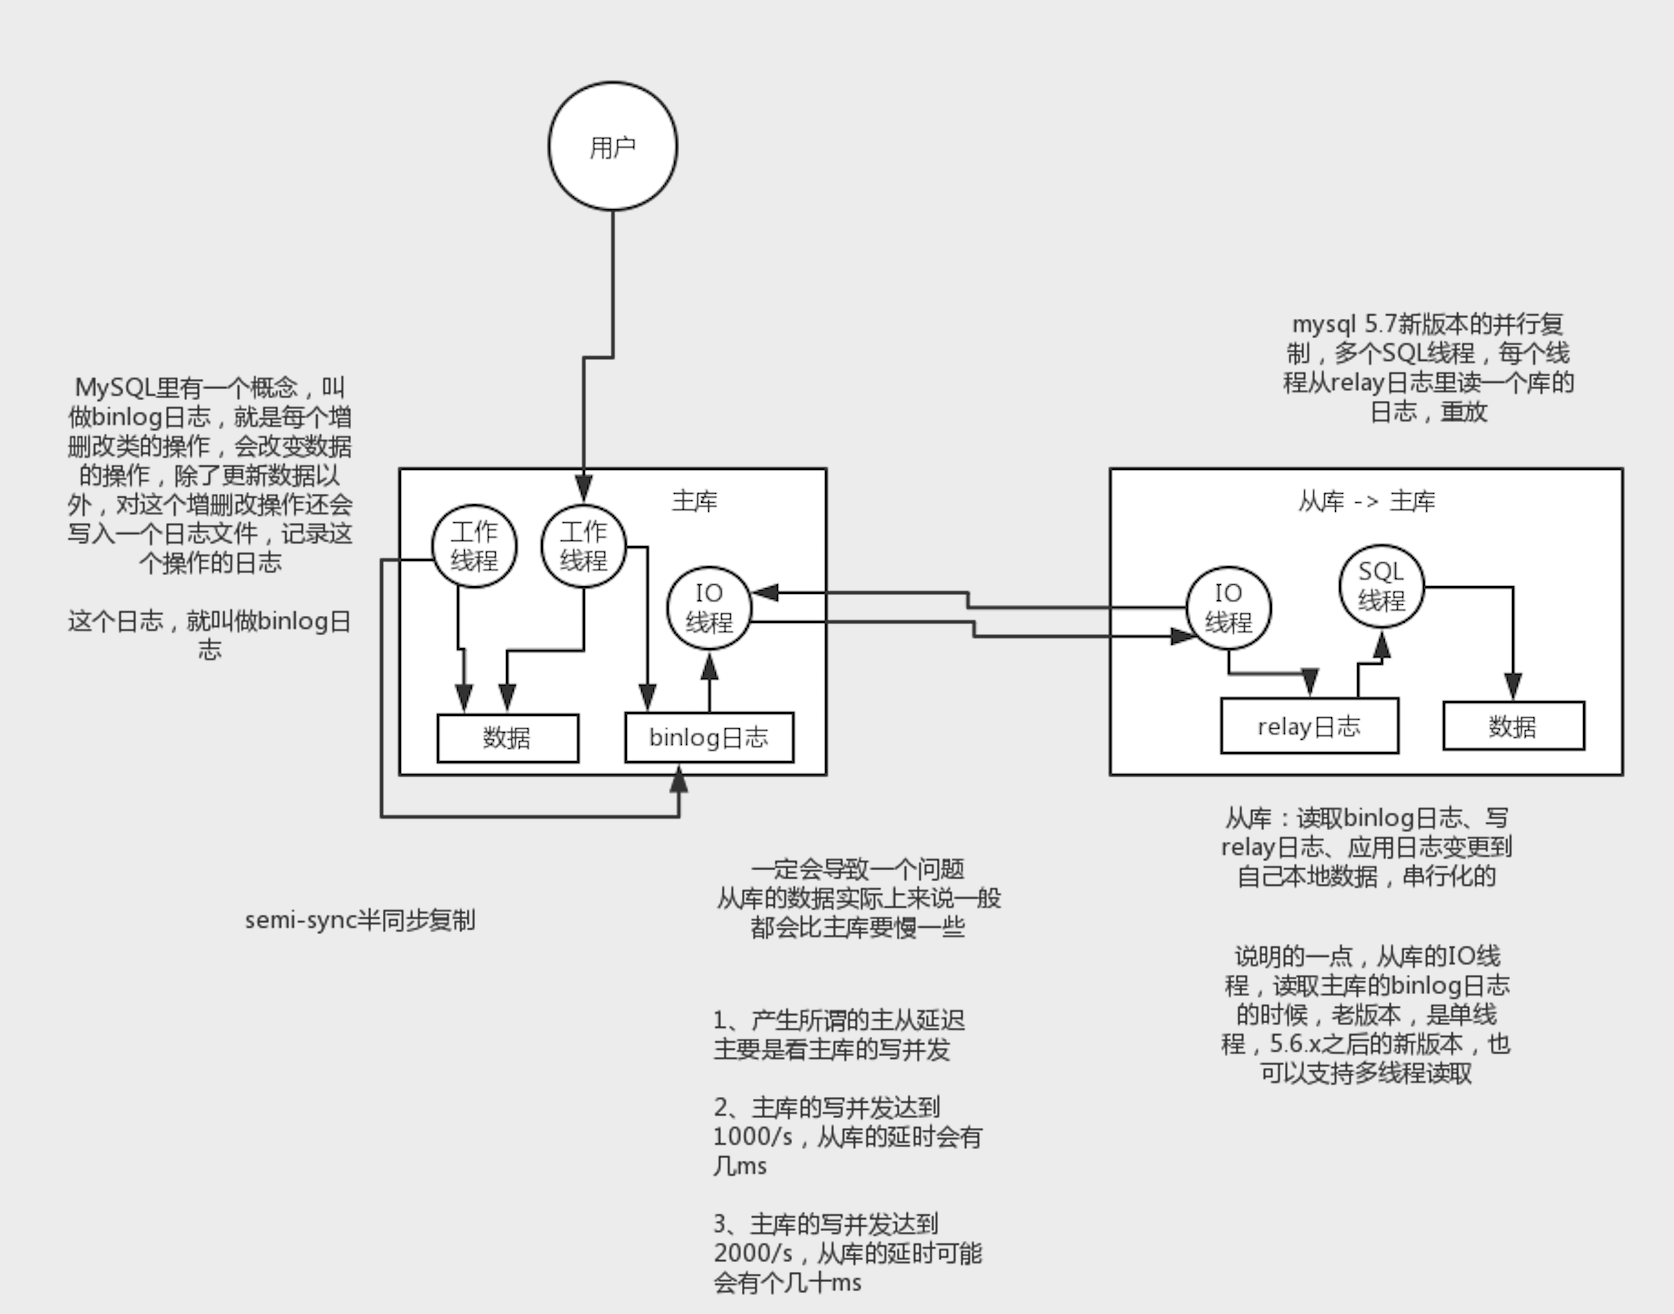 用户
mysql 5.7新版本的并行复
制，多个SQL线程，每个线
程从relay日志里读一个库的
日志，重放
MySQL里有一个概念，叫
做binlog日志，就是每个增
删改类的操作，会改变数据
的操作，除了更新数据以
外，对这个增删改操作还会
写入一个日志文件，记录这
个操作的日志
这个日志，就叫做binlog日
志
主库
工作
线程
工作
线程
IO
线程
数据
binlog日志
从库 -> 主库
IO
线程
SQL
线程
relay日志
数据
从库：读取binlog日志、写
relay日志、应用日志变更到
自己本地数据，串行化的
semi-sync半同步复制
一定会导致一个问题
从库的数据实际上来说一般
都会比主库要慢一些
说明的一点，从库的IO线
程，读取主库的binlog日志
的时候，老版本，是单线
程，5.6.x之后的新版本，也
可以支持多线程读取
1、产生所谓的主从延迟
主要是看主库的写并发
2、主库的写并发达到
1000/s，从库的延时会有
几ms
3、主库的写并发达到
2000/s，从库的延时可能
会有个几十ms